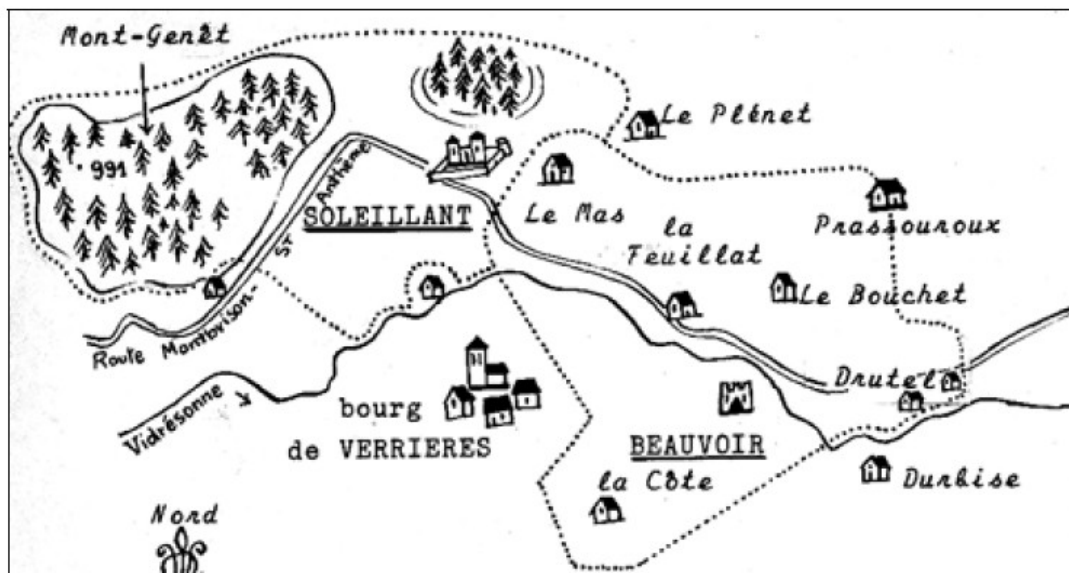 Mont-Genêt
991
Le Plénet
Le Mas
Prassouroux
SOLEILLANT
la
Feuillat
Le Bouchet
Route Montbrison - St Anthème
Drutel
bourg
de VERRIERES
Vidrésonne
BEAUVOIR
la Côte
Durbise
Nord